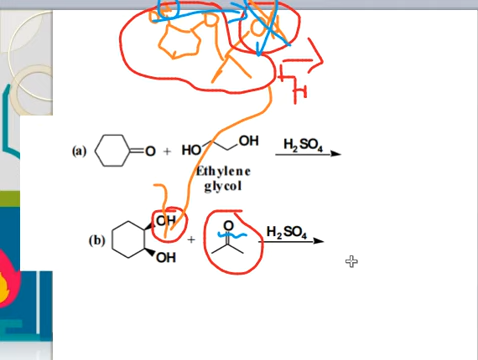 (a) =O + HO OH H₂SO₄
Ethylene
glycol
(b) OH OH + O H₂SO₄